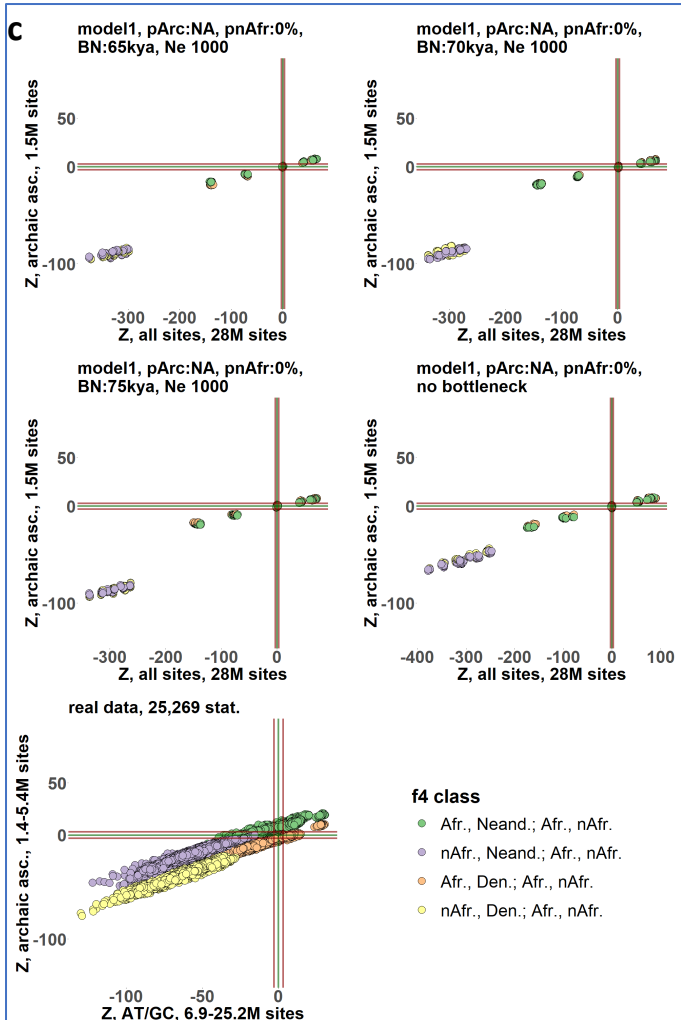 c
model1, pArc:NA, pnAfr:0%,
BN:65kya, Ne 1000
Z, archaic asc., 1.5M sites
50
0
-100
-300
-200
-100
0
Z, all sites, 28M sites
model1, pArc:NA, pnAfr:0%,
BN:70kya, Ne 1000
Z, archaic asc., 1.5M sites
50
0
-100
-300
-200
-100
0
Z, all sites, 28M sites
model1, pArc:NA, pnAfr:0%,
BN:75kya, Ne 1000
Z, archaic asc., 1.5M sites
50
0
-100
-300
-200
-100
0
Z, all sites, 28M sites
model1, pArc:NA, pnAfr:0%,
no bottleneck
Z, archaic asc., 1.5M sites
50
0
-100
-400
-300
-200
-100
0
100
Z, all sites, 28M sites
real data, 25,269 stat.
Z, archaic asc., 1.4-5.4M sites
50
0
-100
-100
-50
0
Z, AT/GC, 6.9-25.2M sites
f4 class
Afr., Neand.; Afr., nAfr.
nAfr., Neand.; Afr., nAfr.
Afr., Den.; Afr., nAfr.
nAfr., Den.; Afr., nAfr.